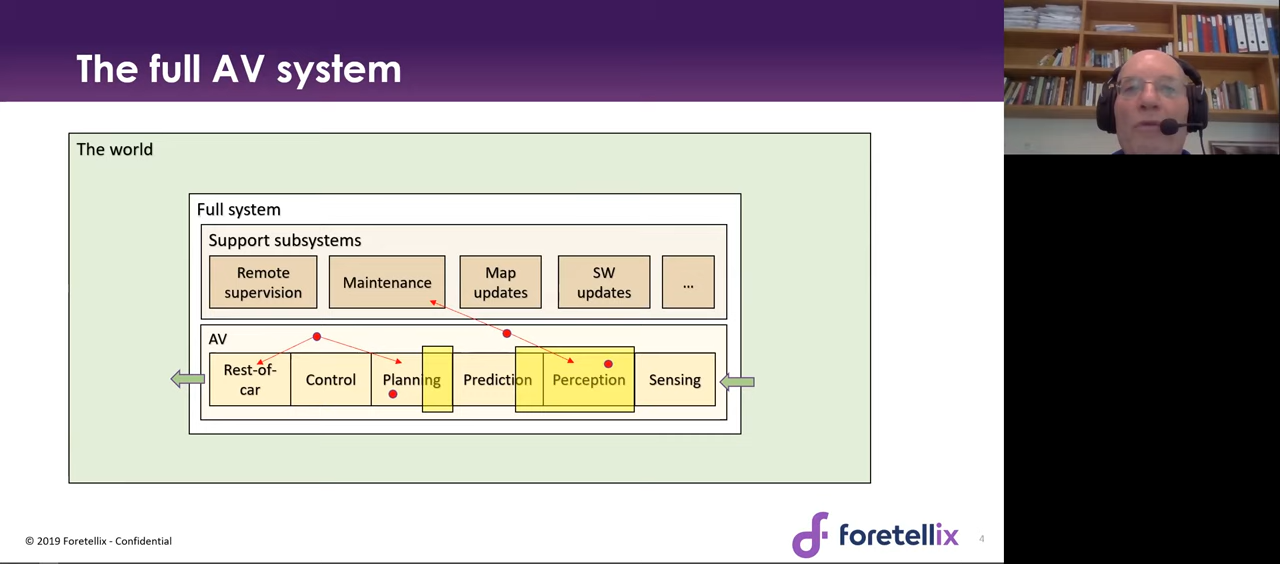 The full AV system
The world
Full system
Support subsystems
Remote
supervision
Maintenance
Map
updates
SW
updates
...
AV
Rest-of-
car
Control
Planning
Prediction
Perception
Sensing
© 2019 Foretellix - Confidential
foretellix
4